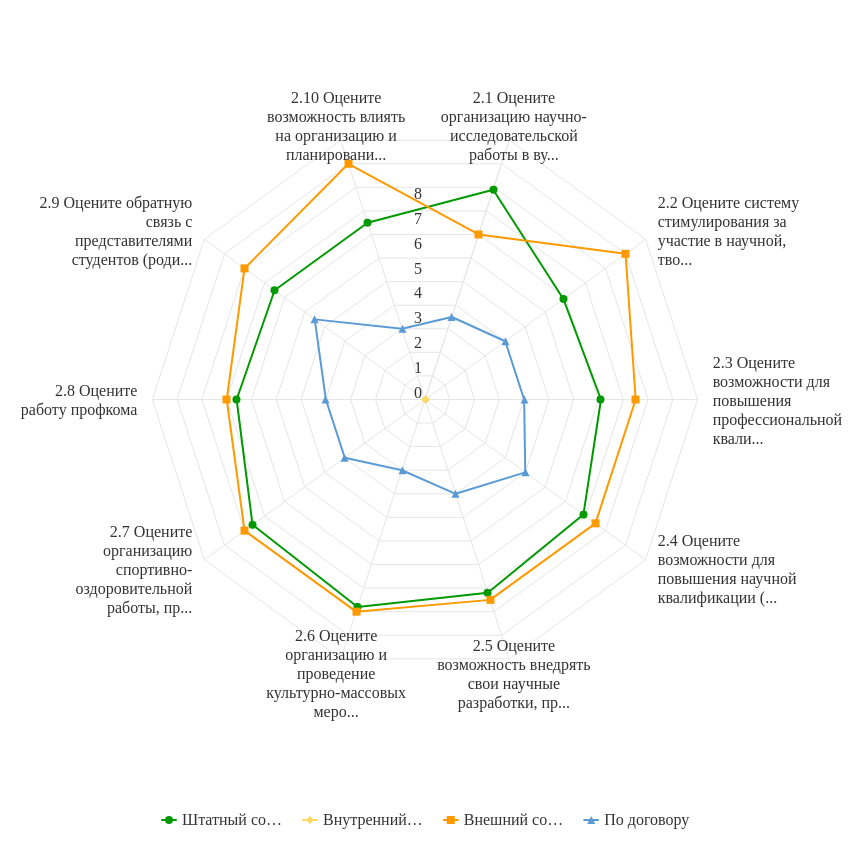 2.10 Оцените
возможность влиять
на организацию и
планировани...
2.1 Оцените
организацию научно-
исследовательской
работы в ву...
2.9 Оцените обратную
связь с
представителями
студентов (роди...
2.2 Оцените систему
стимулирования за
участие в научной,
тво...
8
7
6
5
4
3
2
1
0
2.8 Оцените
работу профкома
2.3 Оцените
возможности для
повышения
профессиональной
квали...
2.7 Оцените
организацию
спортивно-
оздоровительной
работы, пр...
2.4 Оцените
возможности для
повышения научной
квалификации (...
2.6 Оцените
организацию и
проведение
культурно-массовых
меро...
2.5 Оцените
возможность внедрять
свои научные
разработки, пр...
Штатный со… Внутренний… Внешний со… По договору